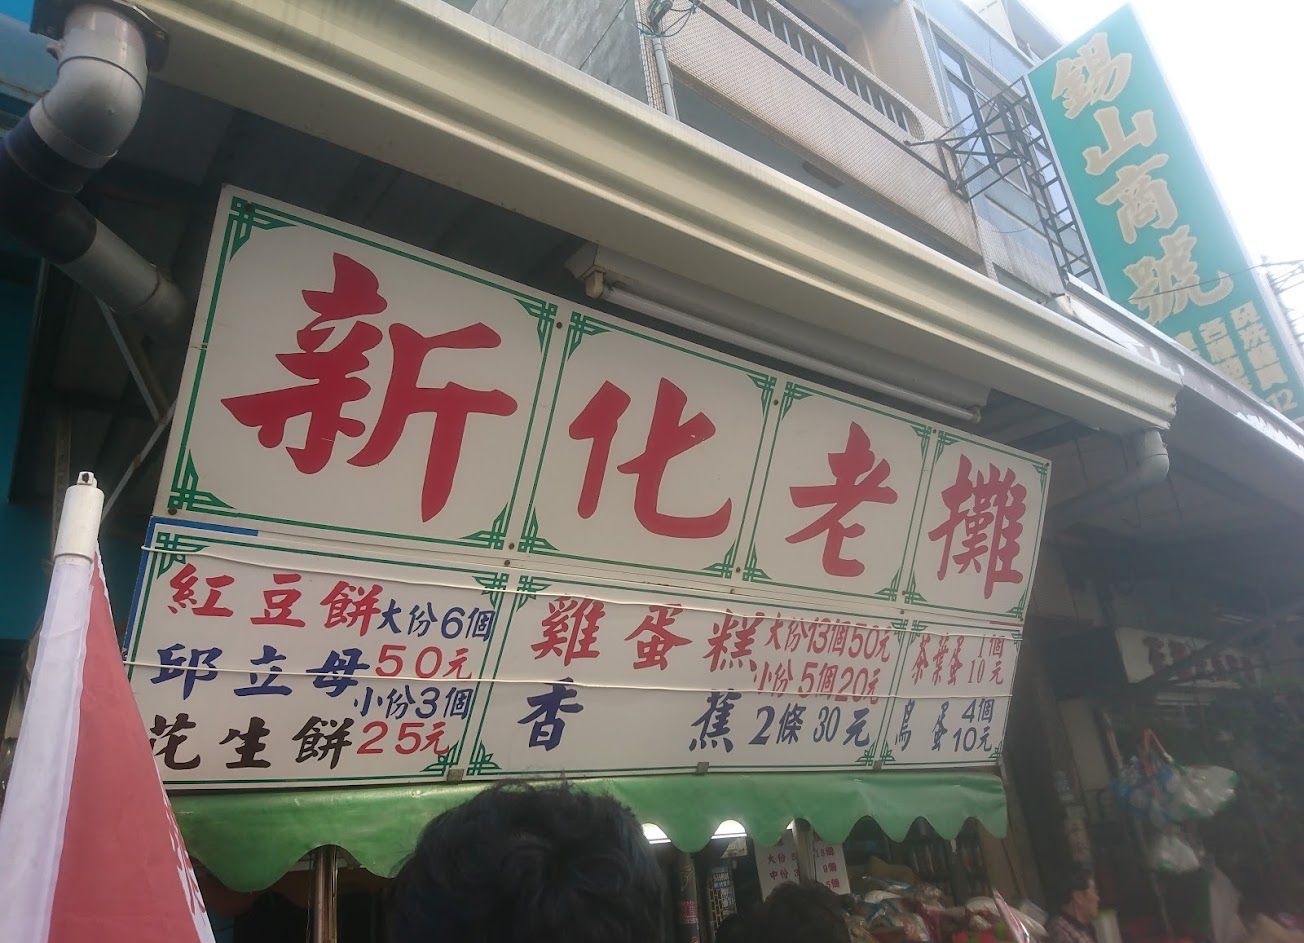 新化老攤
紅豆餅
邱立母
花生餅
大份6個
50元
小份3個
25元
雞蛋糕
大份13個50元
小份5個20元
香蕉2條30元
茶葉蛋
1個
10元
鳥蛋
4個
10元
錫山商號